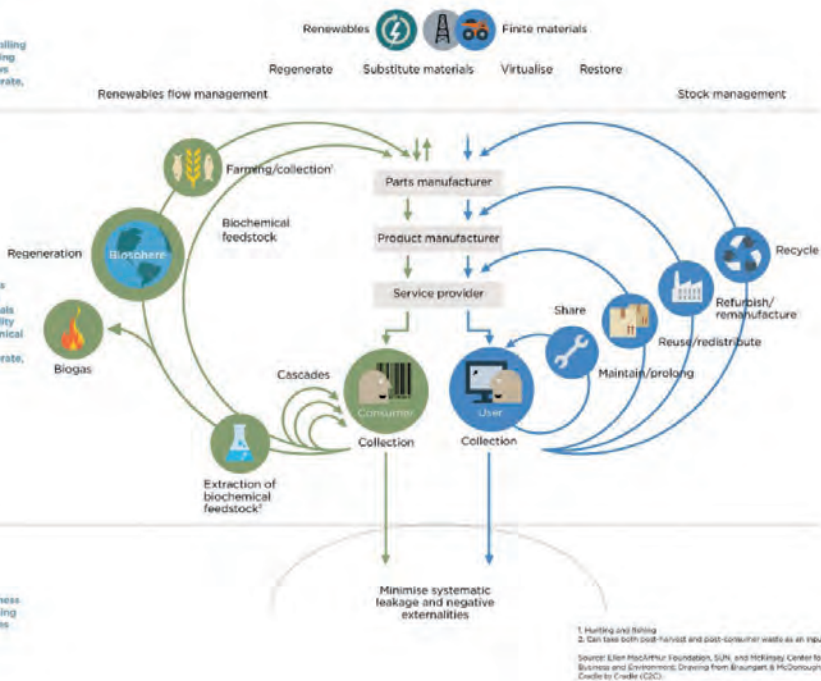 Renewables
Finite materials
Regenerate
Substitute materials
Virtualise
Restore
Renewables flow management
Stock management
Farming/collection¹
Parts manufacturer
Biochemical
feedstock
Product manufacturer
Regeneration
Biosphere
Recycle
Service provider
Share
Refurbish/
remanufacture
Reuse/redistribute
Biogas
Cascades
Maintain/prolong
Consumer
User
Collection
Collection
Extraction of
biochemical
feedstock²
Minimise systematic
leakage and negative
externalities
1. Hunting and fishing
2. Can take both post-harvest and post-consumer waste as an
Source: Ellen MacArthur Foundation, SUN, and McKinsey Center for
Business and Environment; Drawing from Braungart & McDonough,
Cradle to Cradle (C2C).